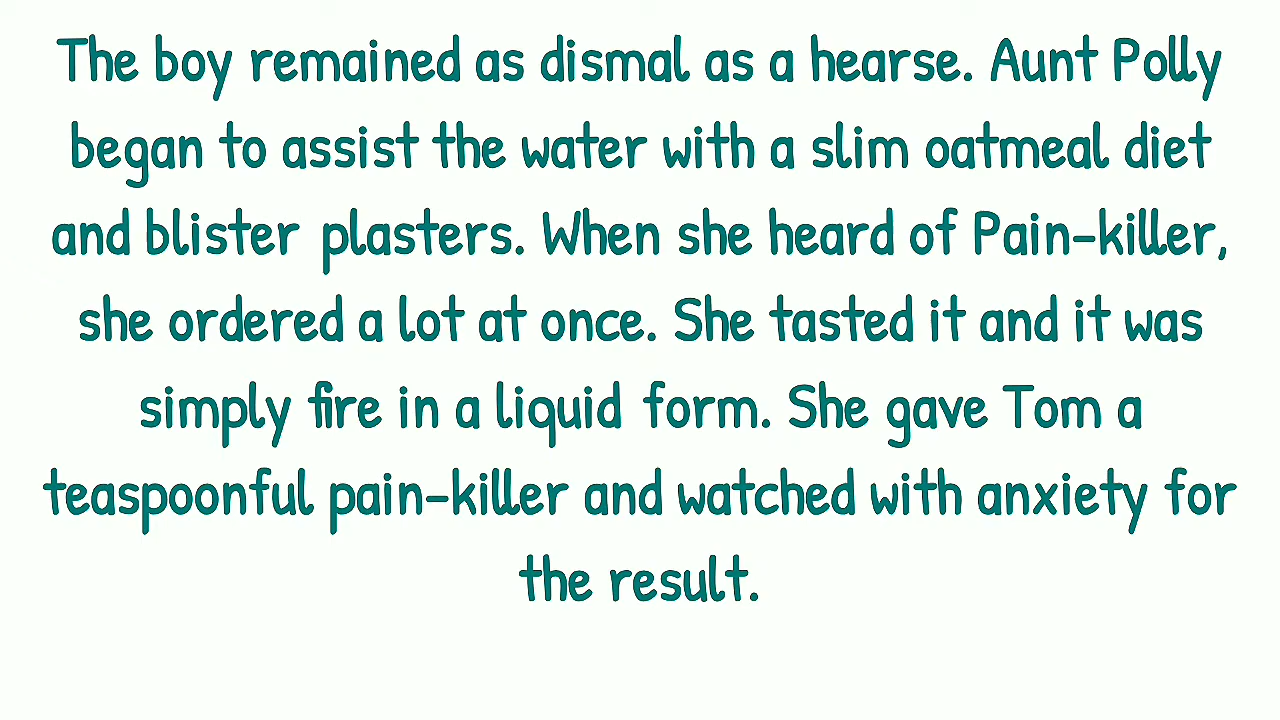 The boy remained as dismal as a hearse. Aunt Polly
began to assist the water with a slim oatmeal diet
and blister plasters. When she heard of Pain-killer,
she ordered a lot at once. She tasted it and it was
simply fire in a liquid form. She gave Tom a
teaspoonful pain-killer and watched with anxiety for
the result.